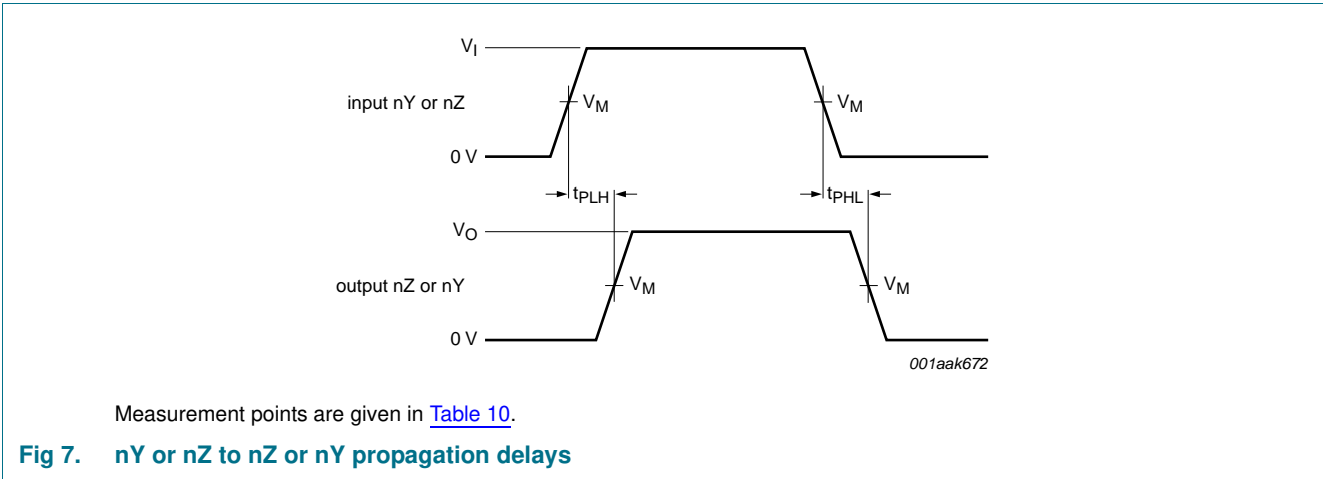 V_I
input nY or nZ
V_M
V_M
0 V
t_PLH
t_PHL
V_O
output nZ or nY
V_M
V_M
0 V
001aak672
Measurement points are given in Table 10.
Fig 7. nY or nZ to nZ or nY propagation delays